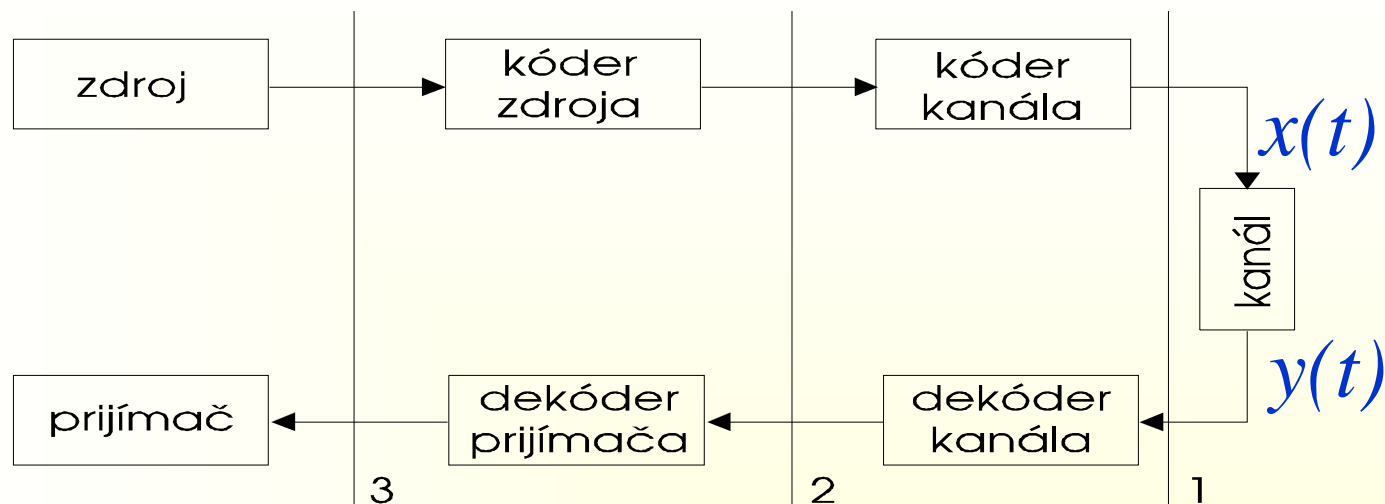 zdroj
kóder
zdroja
kóder
kanála
x(t)
kanál
y(t)
prijímač
dekóder
prijímača
dekóder
kanála
3
2
1